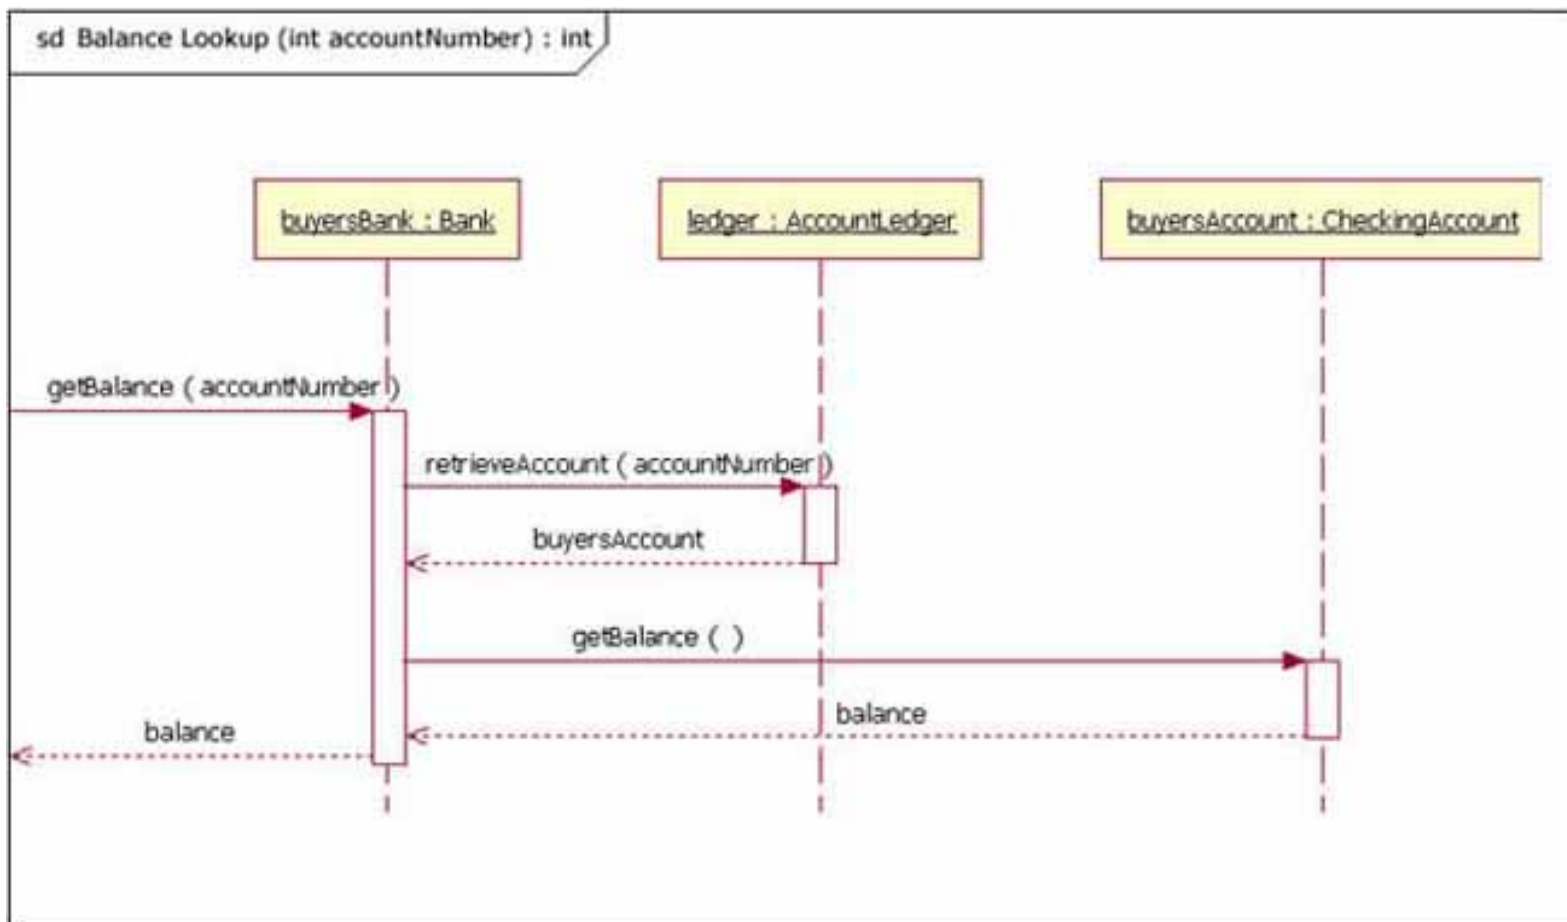 sd Balance Lookup (int accountNumber) : int
buyersBank : Bank
ledger : AccountLedger
buyersAccount : CheckingAccount
getBalance ( accountNumber )
retrieveAccount ( accountNumber )
buyersAccount
getBalance ( )
balance
balance